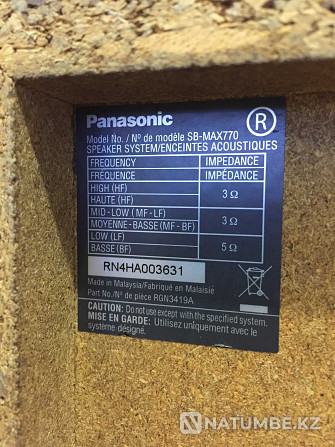 Panasonic
R
Model No. / Nº de modèle SB-MAX770
SPEAKER SYSTEM/ENCEINTES ACOUSTIQUES
FREQUENCY IMPEDANCE
FRÉQUENCE IMPÉDANCE
HIGH (HF)
HAUTE (HF) 3 Ω
MID-LOW (MF-LF)
MOYENNE-BASSE (MF-BF) 3 Ω
LOW (LF)
BASSE (BF) 5 Ω
RN4HA003631
Made in Malaysia/Fabriqué en Malaisie
Part No./Nº de pièce RGN3419A
CAUTION: Do not use except with the specified system.
MISE EN GARDE: Utilisez uniquement avec le
système désigné.
NATUMBE.KZ